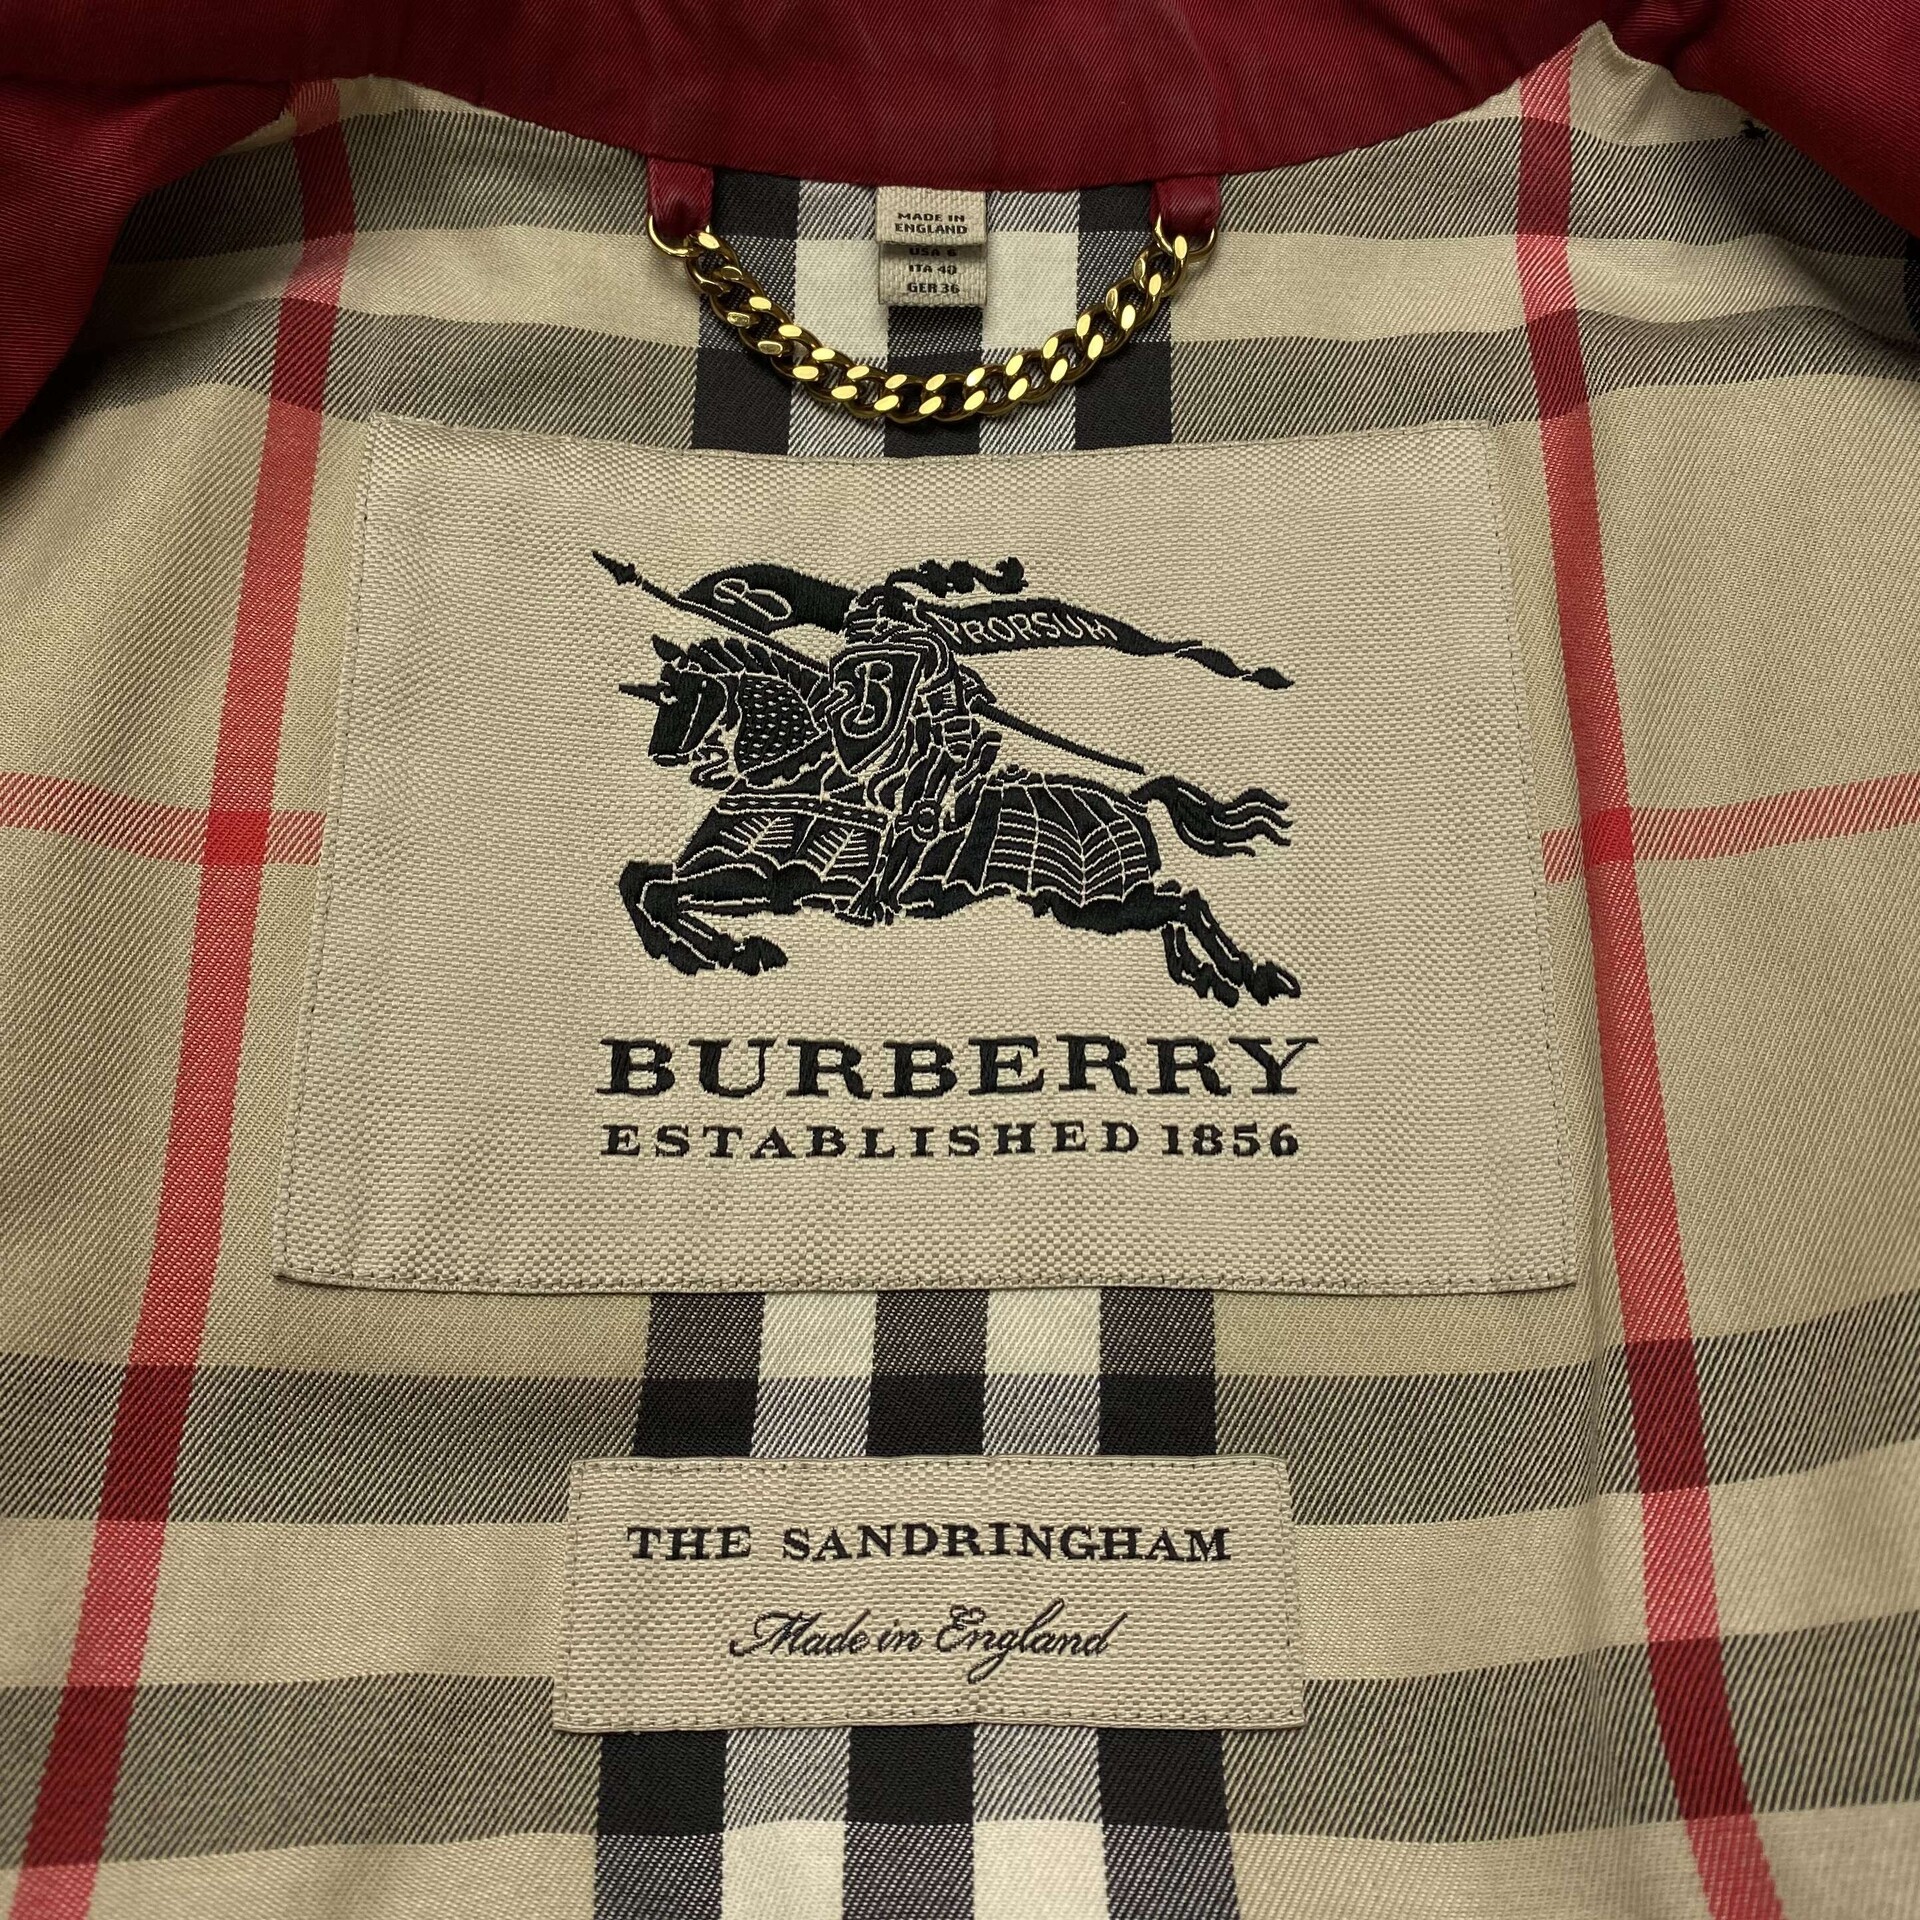 MADE IN
ENGLAND
USA 6
ITA 40
GER 36
B
PRORSUM
B
BURBERRY
ESTABLISHED 1856
THE SANDRINGHAM
Made in England